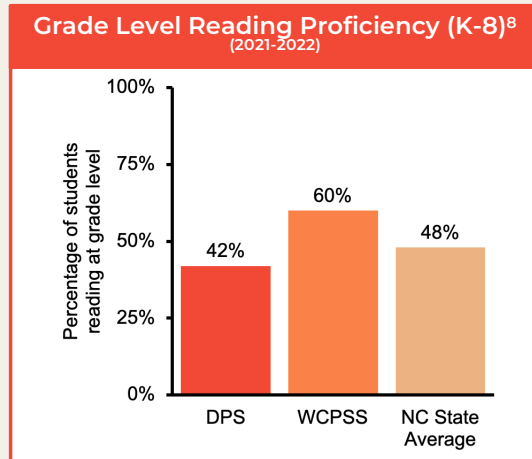 Grade Level Reading Proficiency (K-8)⁸
(2021-2022)
100%
75%
50%
25%
0%
Percentage of students
reading at grade level
42%
60%
48%
DPS
WCPSS
NC State
Average